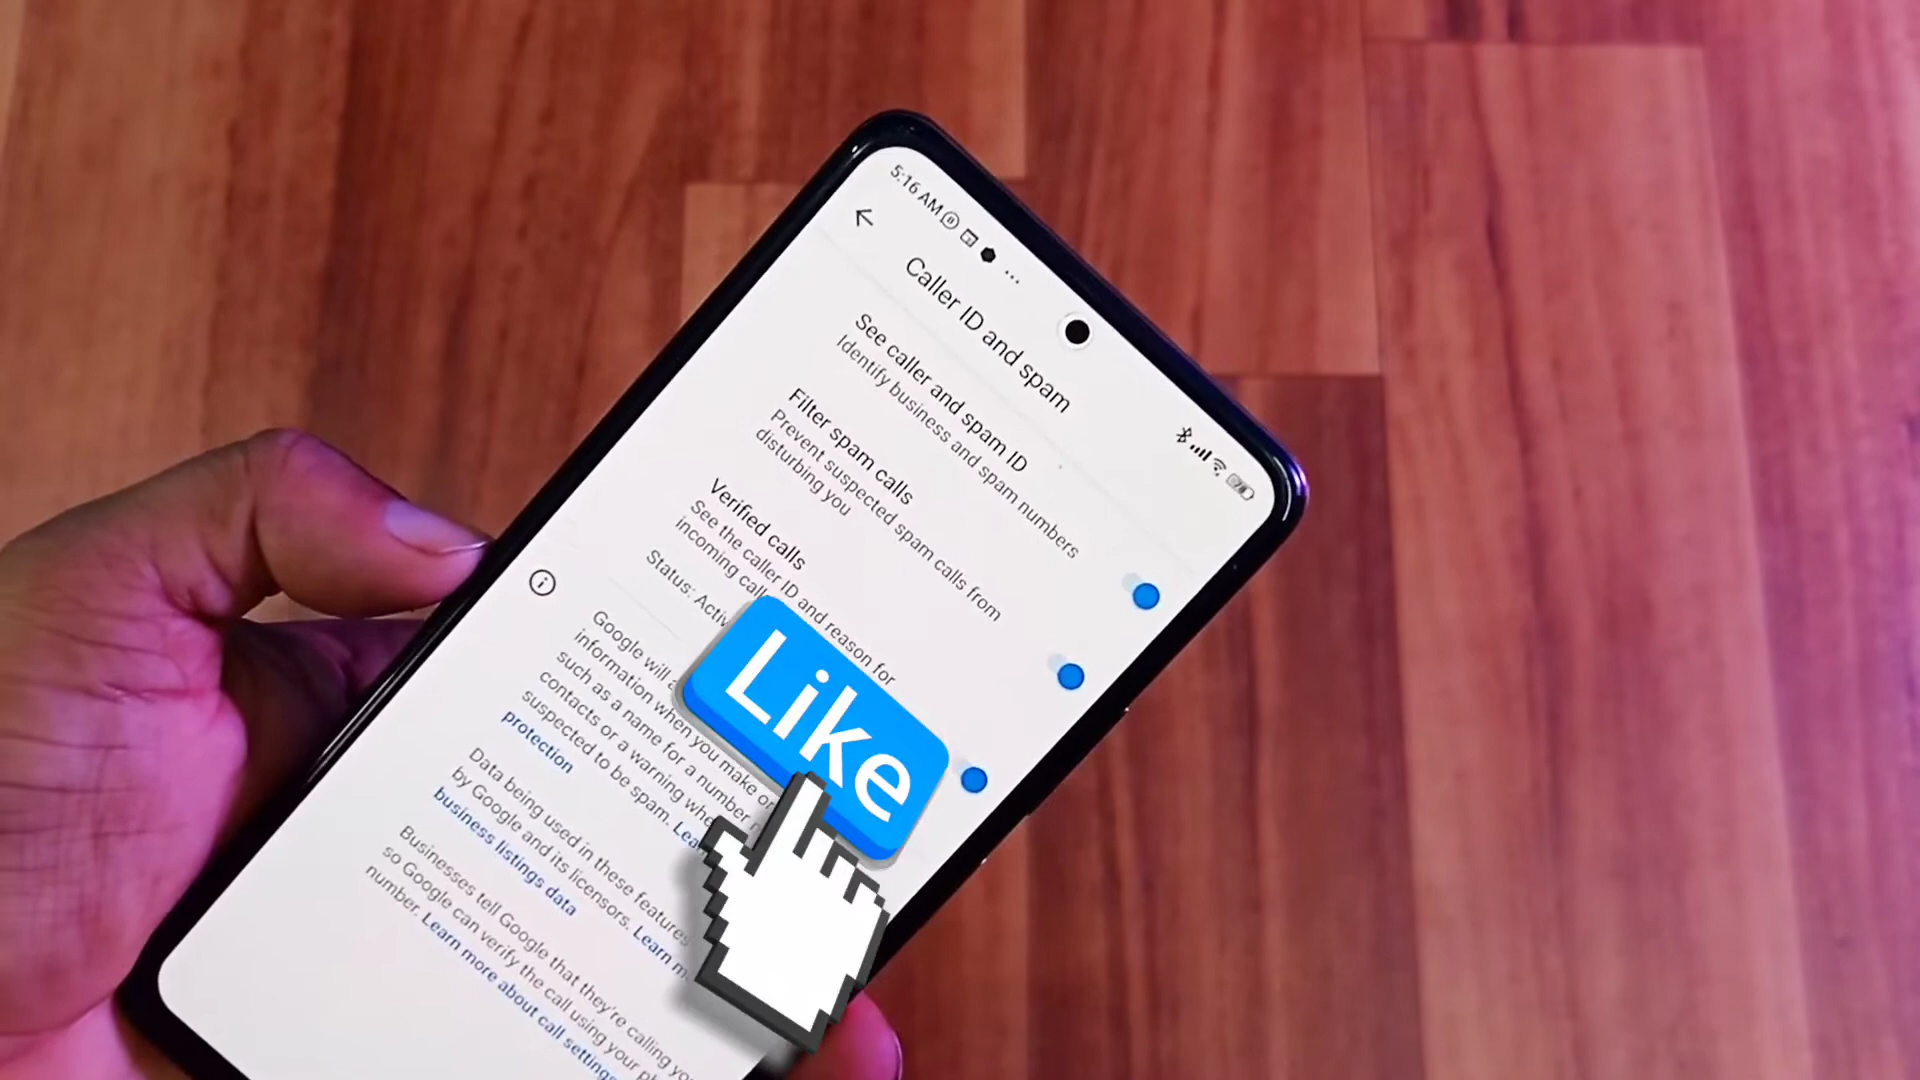 5:16 AM
Caller ID and spam
See caller and spam ID
Identify business and spam numbers
Filter spam calls
Prevent suspected spam calls from
disturbing you
Verified calls
See the caller ID and reason for
incoming call
Status:
Google will
information when you make or
such as a name for a number
contacts or a warning
suspected to be spam.
protection
Data being used in these features
by Google and its licensors. Learn
business listings data
Businesses tell Google that they're calling
so Google can verify the call using your
number. Learn more about call settings
Like